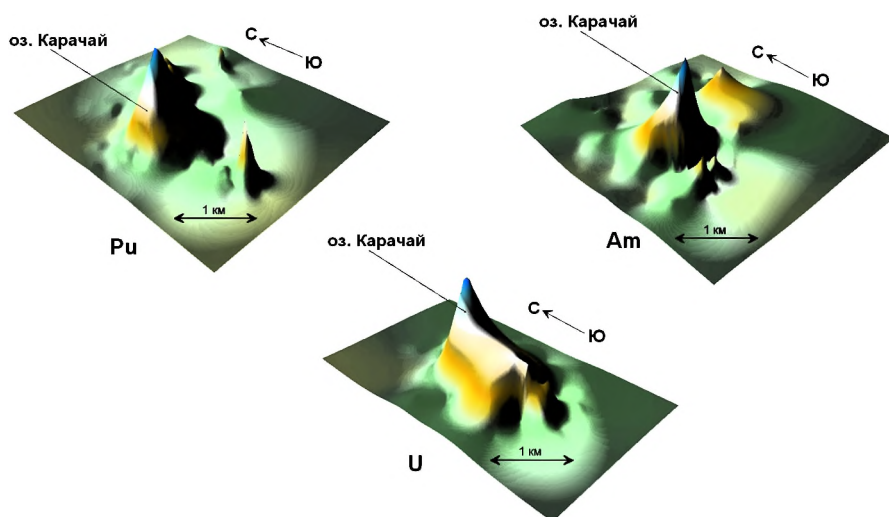 оз. Карачай
С
Ю
1 км
Pu
оз. Карачай
С
Ю
1 км
Am
оз. Карачай
С
Ю
1 км
U